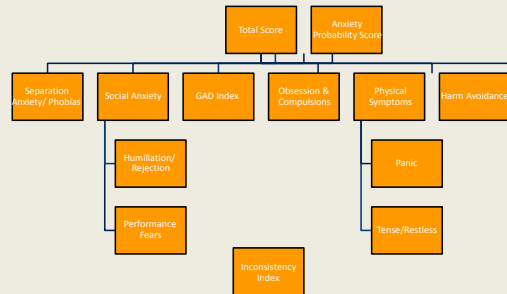 Total Score
Anxiety
Probability Score
Separation
Anxiety/ Phobias
Social Anxiety
GAD Index
Obsession &
Compulsions
Physical
Symptoms
Harm Avoidance
Humiliation/
Rejection
Panic
Performance
Fears
Tense/Restless
Inconsistency
Index